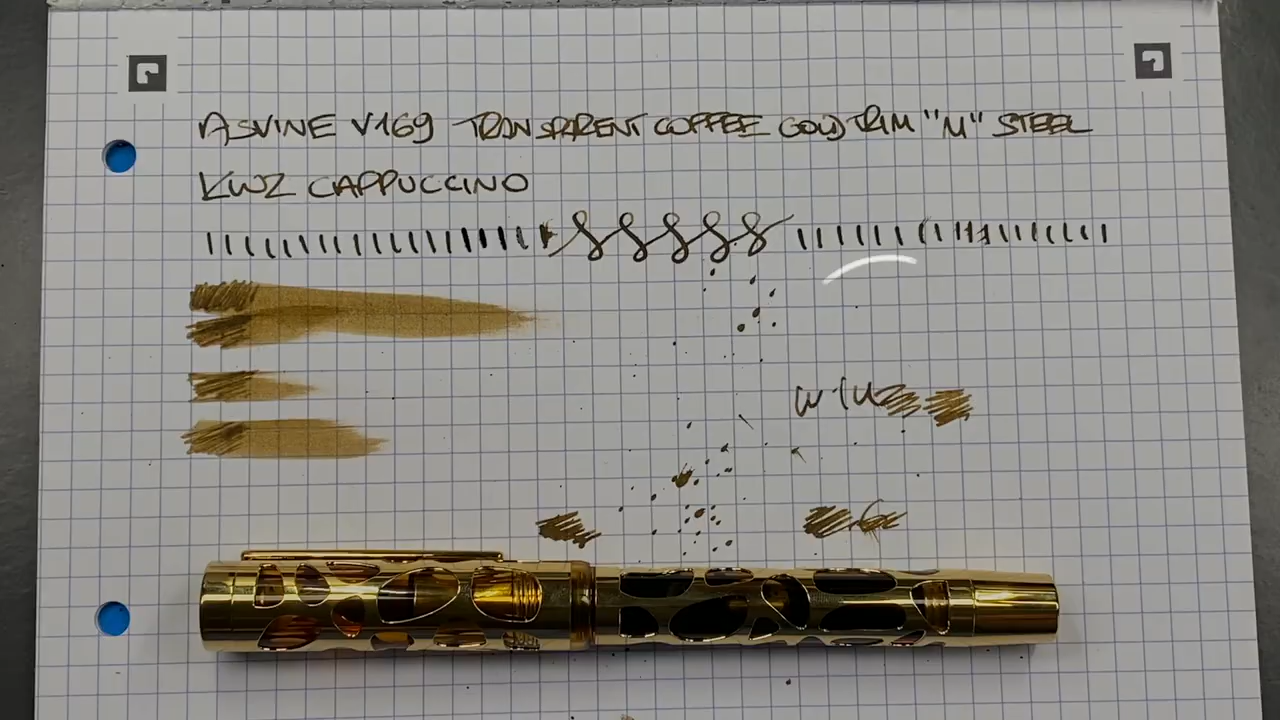 ASVINE V169 TRANSPARENT COFFEE GOLD TRIM "M" STEEL
KWZ CAPPUCCINO